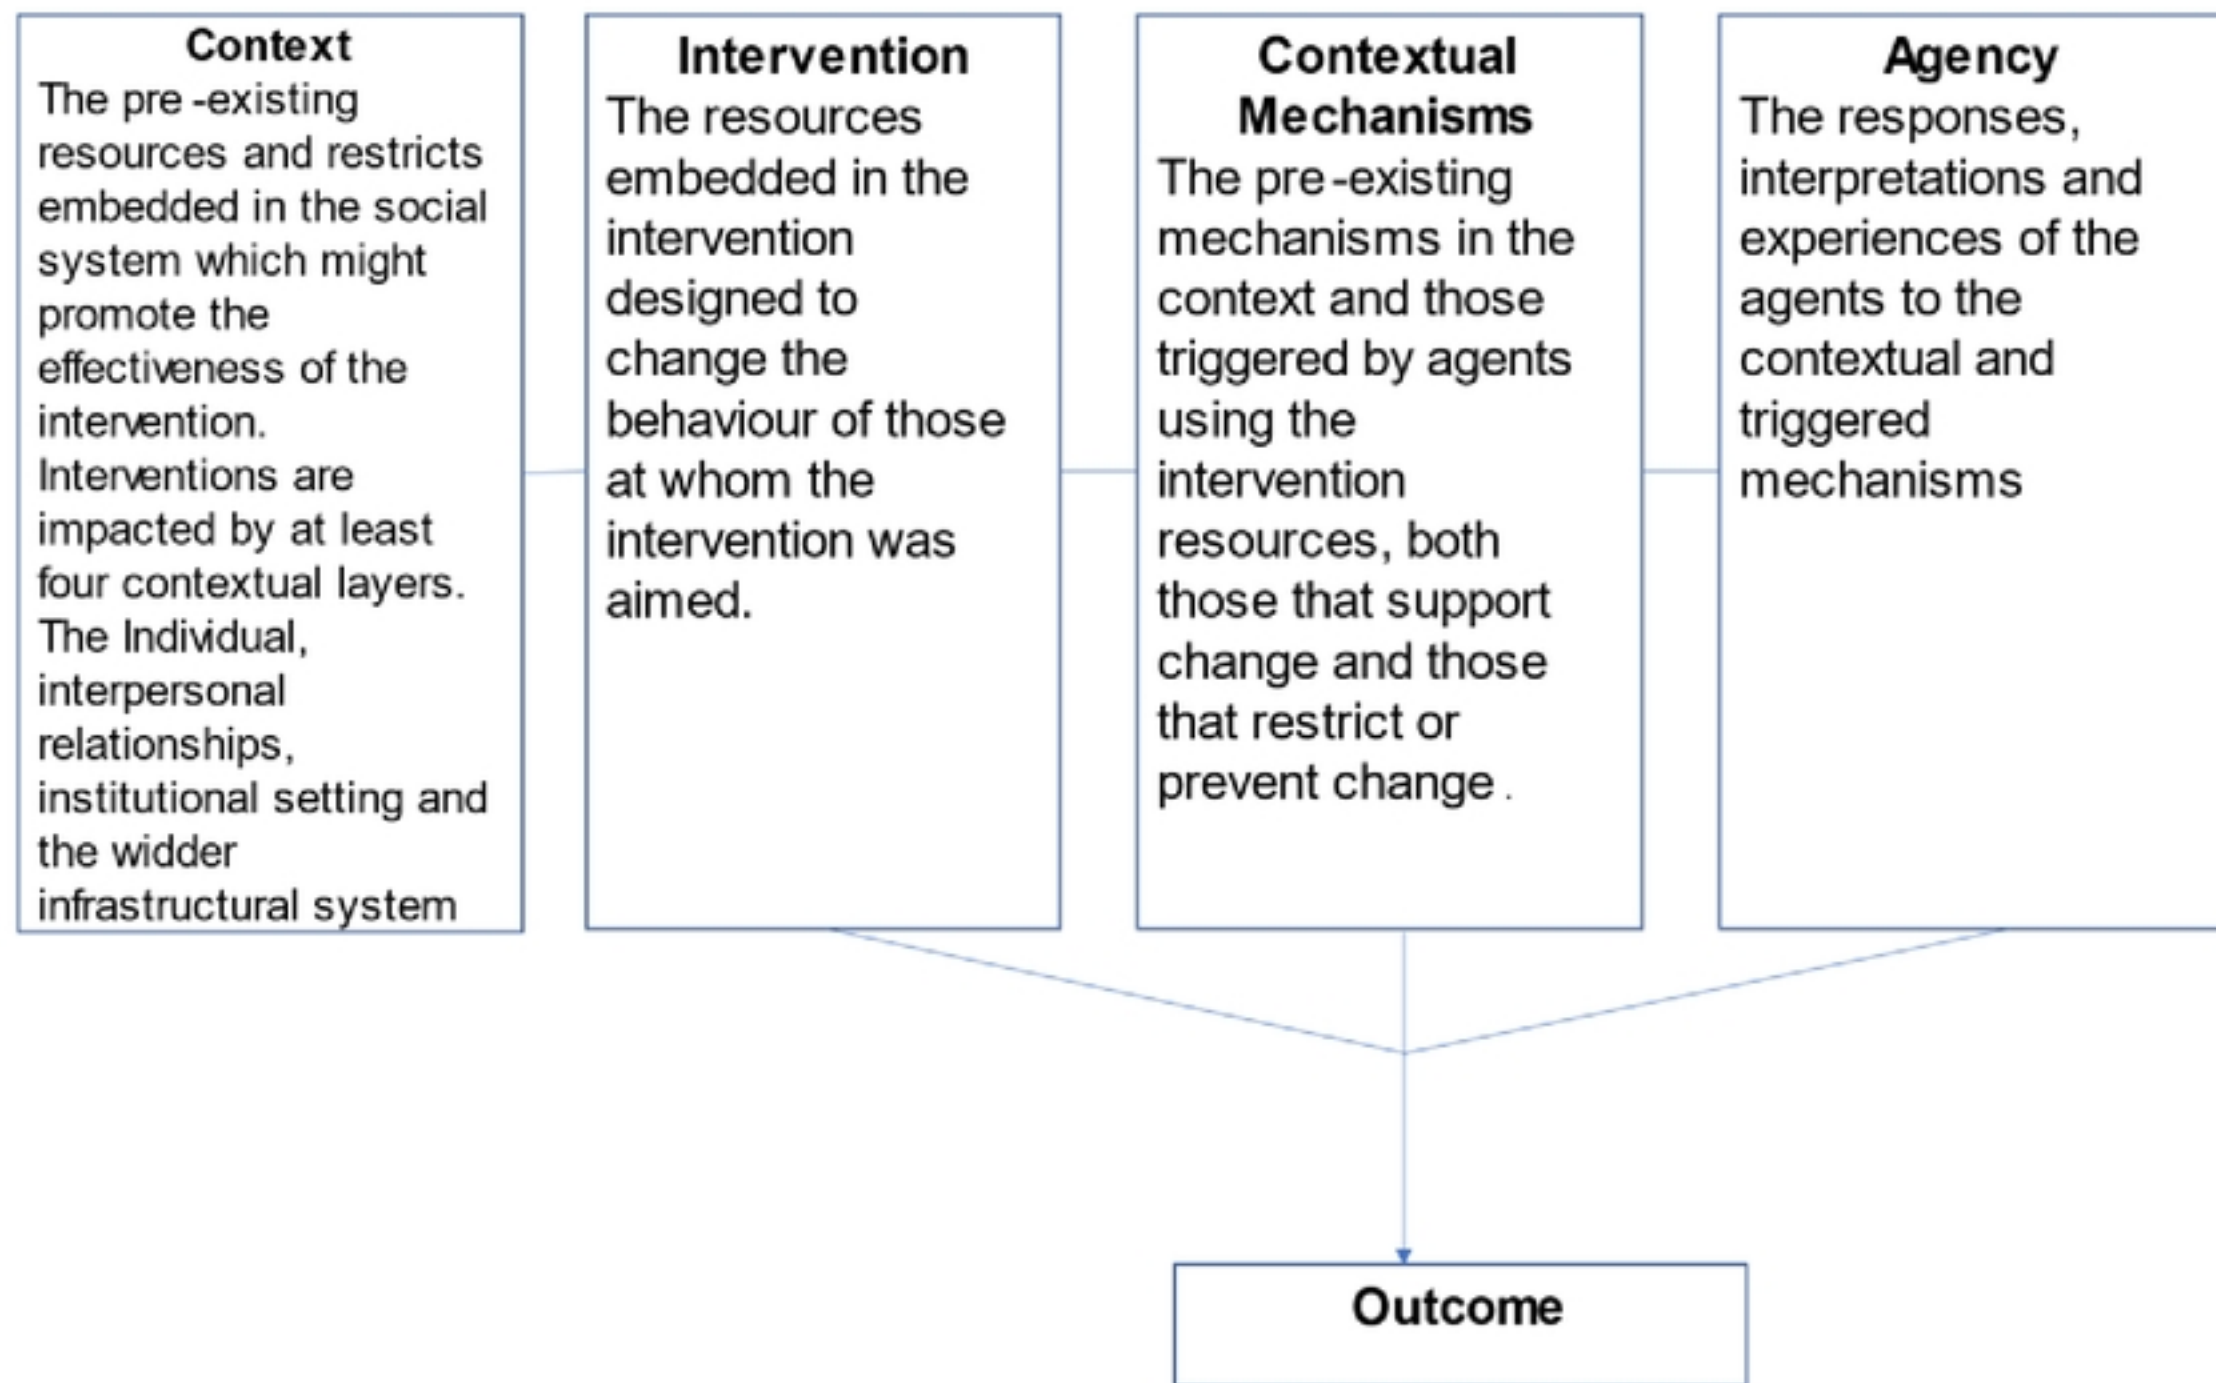 Context
The pre -existing
resources and restricts
embedded in the social
system which might
promote the
effectiveness of the
intervention.
Interventions are
impacted by at least
four contextual layers.
The Individual,
interpersonal
relationships,
institutional setting and
the widder
infrastructural system
Intervention
The resources
embedded in the
intervention
designed to
change the
behaviour of those
at whom the
intervention was
aimed.
Contextual
Mechanisms
The pre-existing
mechanisms in the
context and those
triggered by agents
using the
intervention
resources, both
those that support
change and those
that restrict or
prevent change .
Agency
The responses,
interpretations and
experiences of the
agents to the
contextual and
triggered
mechanisms
Outcome